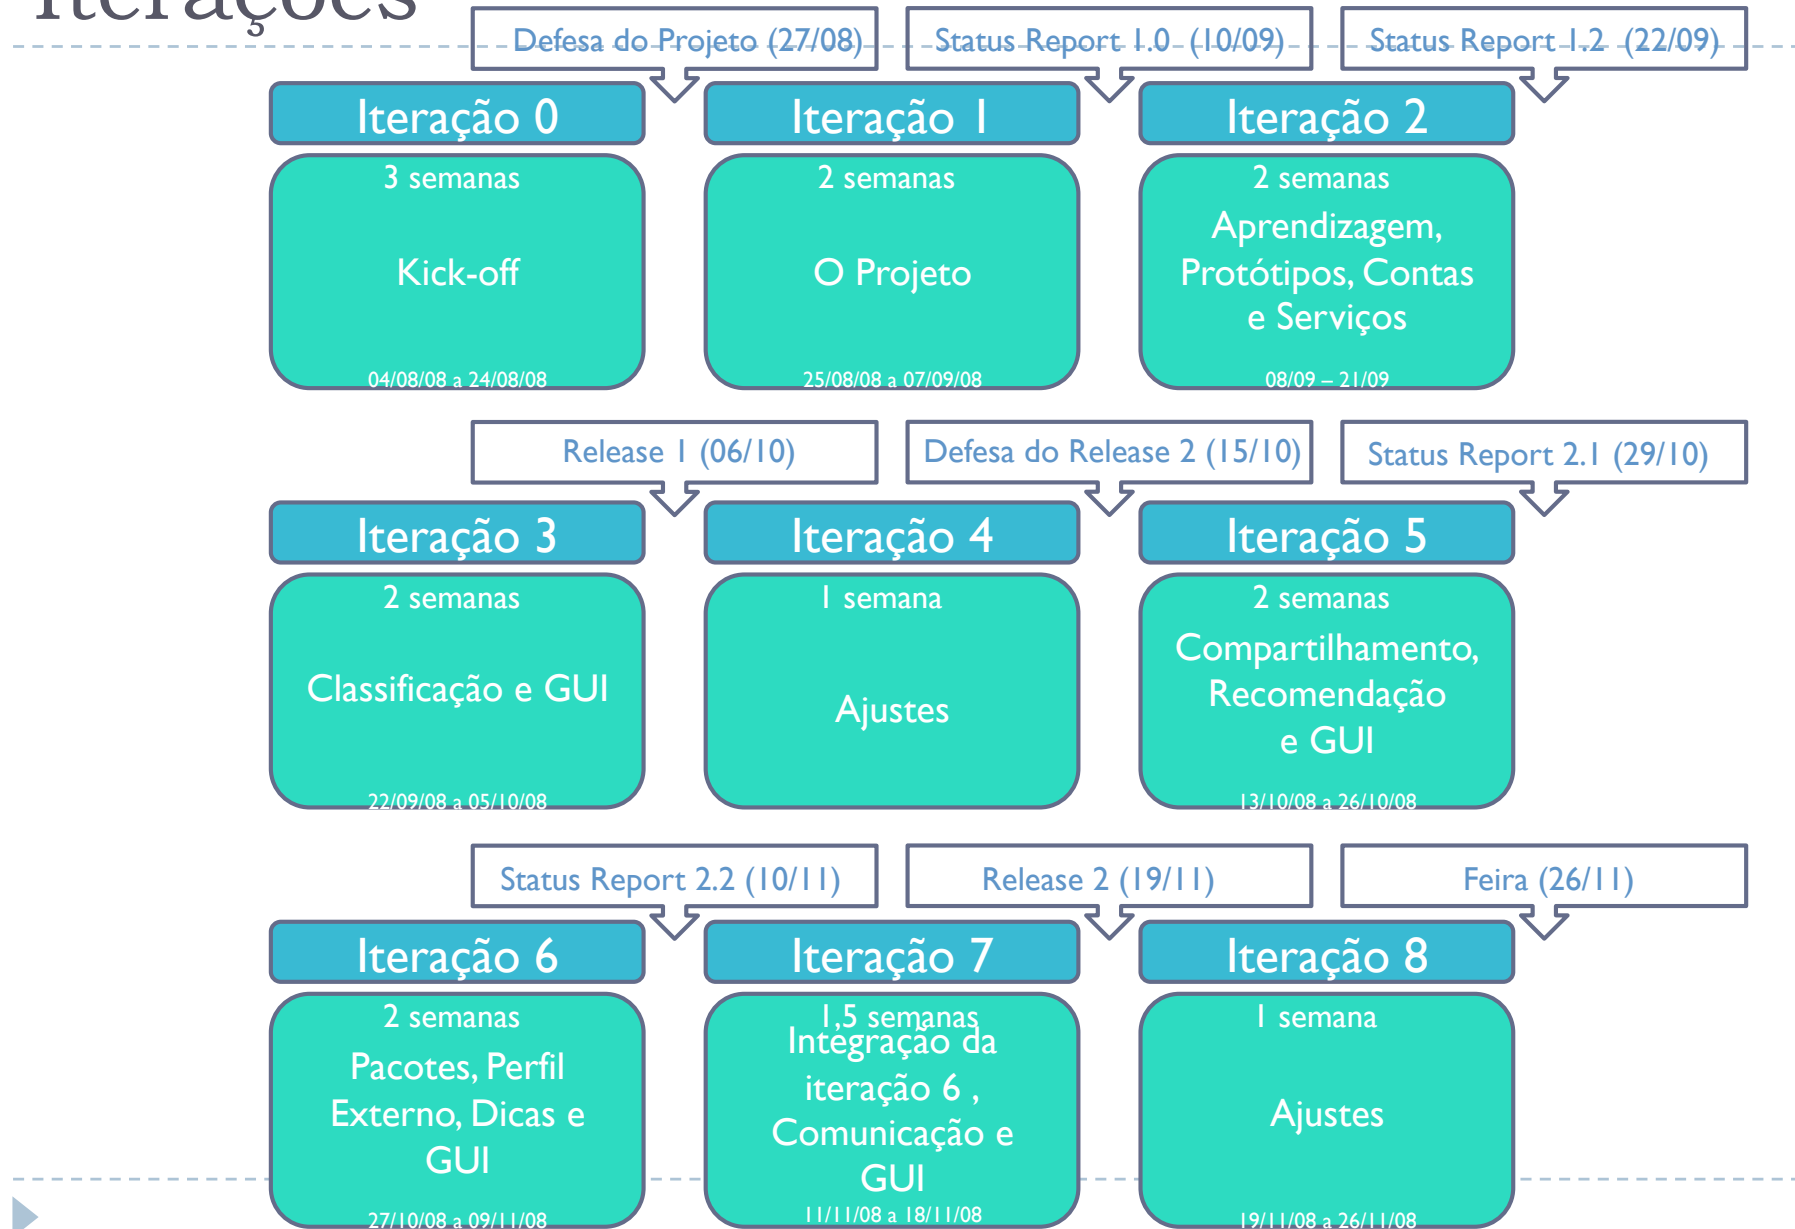 Iterações
Defesa do Projeto (27/08)
Status Report 1.0 (10/09)
Status Report 1.2 (22/09)
Iteração 0
Iteração 1
Iteração 2
3 semanas
Kick-off
04/08/08 a 24/08/08
2 semanas
O Projeto
25/08/08 a 07/09/08
2 semanas
Aprendizagem,
Protótipos, Contas
e Serviços
08/09 – 21/09
Release 1 (06/10)
Defesa do Release 2 (15/10)
Status Report 2.1 (29/10)
Iteração 3
Iteração 4
Iteração 5
2 semanas
Classificação e GUI
22/09/08 a 05/10/08
1 semana
Ajustes
2 semanas
Compartilhamento,
Recomendação
e GUI
13/10/08 a 26/10/08
Status Report 2.2 (10/11)
Release 2 (19/11)
Feira (26/11)
Iteração 6
Iteração 7
Iteração 8
2 semanas
Pacotes, Perfil
Externo, Dicas e
GUI
27/10/08 a 09/11/08
1,5 semanas
Integração da
iteração 6 ,
Comunicação e
GUI
11/11/08 a 18/11/08
1 semana
Ajustes
19/11/08 a 26/11/08